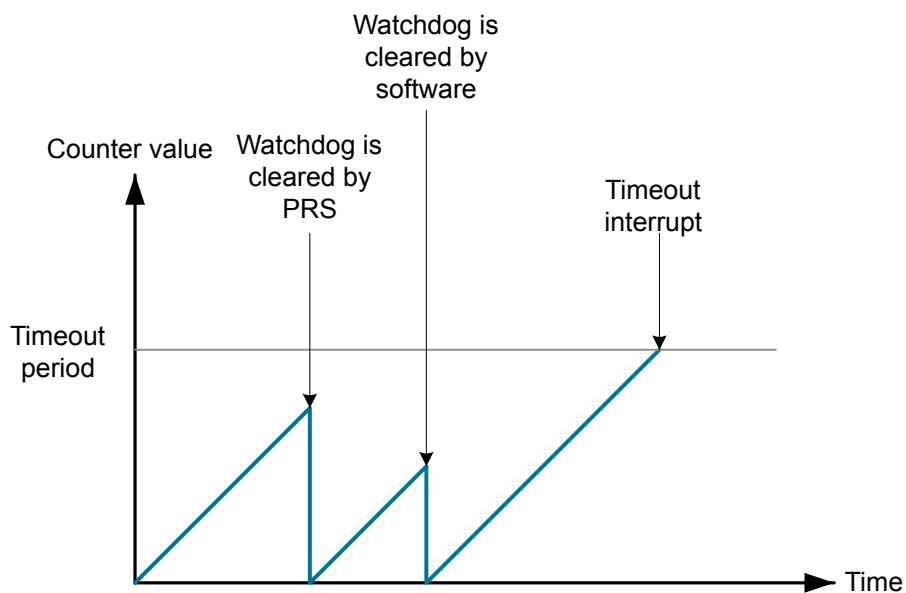 Watchdog is
cleared by
software
Counter value
Watchdog is
cleared by
PRS
Timeout
interrupt
Timeout
period
Time